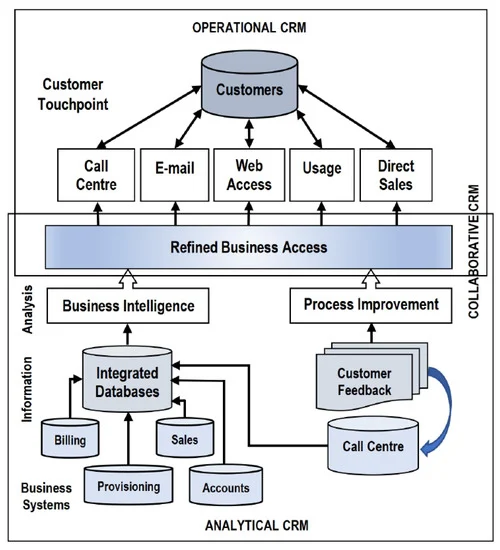 OPERATIONAL CRM
Customer
Touchpoint
Customers
Call
Centre
E-mail
Web
Access
Usage
Direct
Sales
COLLABORATIVE CRM
Refined Business Access
Analysis
Business Intelligence
Process Improvement
Information
Integrated
Databases
Customer
Feedback
Billing
Sales
Call Centre
Business
Systems
Provisioning
Accounts
ANALYTICAL CRM